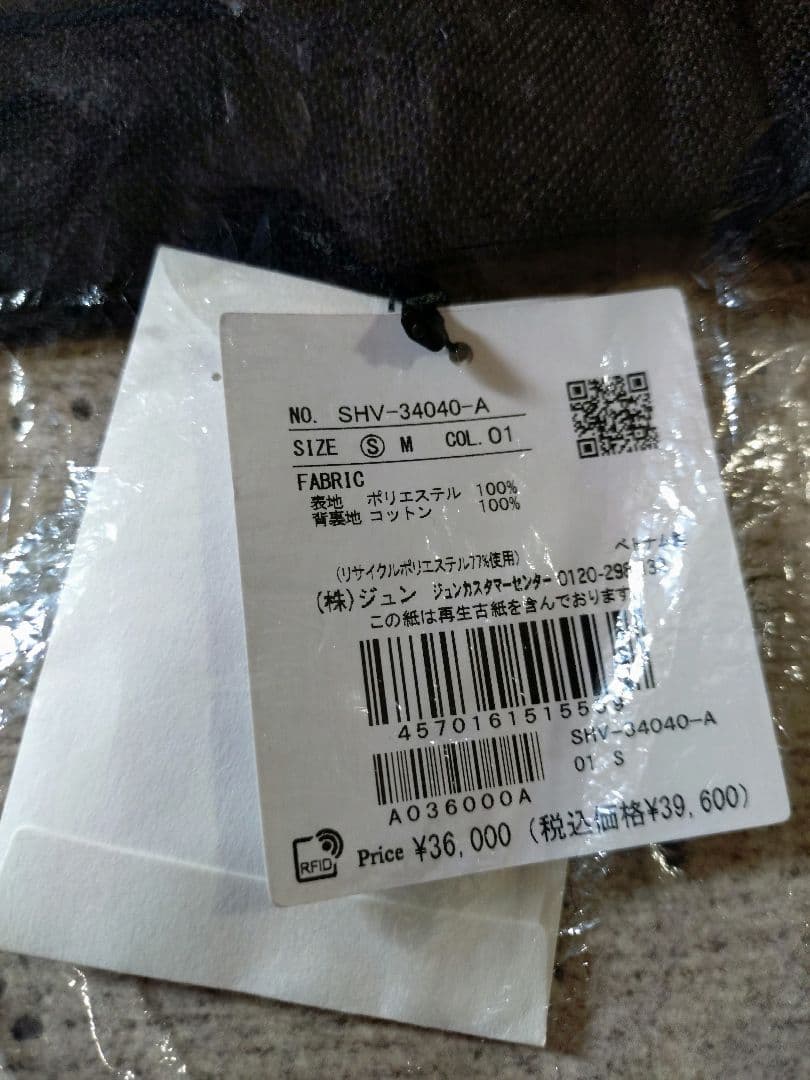 NO. SHV-34040-A
SIZE Ⓢ M COL. 01
FABRIC
表地 ポリエステル 100%
背裏地 コットン 100%
ベトナム製
(リサイクルポリエステル77%使用)
(株)ジュン ジュンカスタマーセンター
この紙は再生古紙を含んでおります
SHV-34040-A
01 S
A036000A
RFID
Price ¥36,000 (税込価格¥39,600)